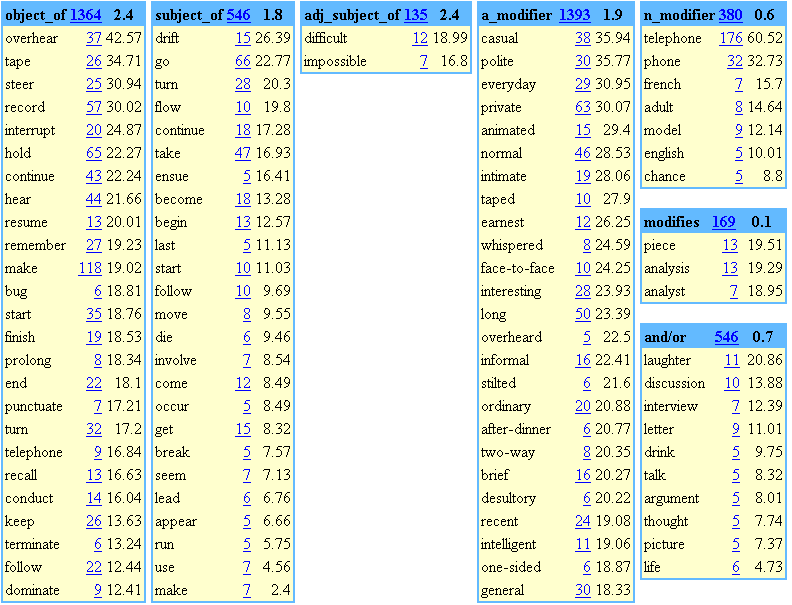 object_of 1364 2.4
overhear 37 42.57
tape 26 34.71
steer 25 30.94
record 57 30.02
interrupt 20 24.87
hold 65 22.27
continue 43 22.24
hear 44 21.66
resume 13 20.01
remember 27 19.23
make 118 19.02
bug 6 18.81
start 35 18.76
finish 19 18.53
prolong 8 18.34
end 22 18.1
punctuate 7 17.21
turn 32 17.2
telephone 9 16.84
recall 13 16.63
conduct 14 16.04
keep 26 13.63
terminate 6 13.24
follow 22 12.44
dominate 9 12.41
subject_of 546 1.8
drift 15 26.39
go 66 22.77
turn 28 20.3
flow 10 19.8
continue 18 17.28
take 47 16.93
ensue 5 16.41
become 18 13.28
begin 13 12.57
last 5 11.13
start 10 11.03
follow 10 9.69
move 8 9.55
die 6 9.46
involve 7 8.54
come 12 8.49
occur 5 8.49
get 15 8.32
break 5 7.57
seem 7 7.13
lead 6 6.76
appear 5 6.66
run 5 5.75
use 7 4.56
make 7 2.4
adj_subject_of 135 2.4
difficult 12 18.99
impossible 7 16.8
a_modifier 1393 1.9
casual 38 35.94
polite 30 35.77
everyday 29 30.95
private 63 30.07
animated 15 29.4
normal 46 28.53
intimate 19 28.06
taped 10 27.9
earnest 12 26.25
whispered 8 24.59
face-to-face 10 24.25
interesting 28 23.93
long 50 23.39
overheard 5 22.5
informal 16 22.41
stilted 6 21.6
ordinary 20 20.88
after-dinner 6 20.77
two-way 8 20.35
brief 16 20.27
desultory 6 20.22
recent 24 19.08
intelligent 11 19.06
one-sided 6 18.87
general 30 18.33
n_modifier 380 0.6
telephone 176 60.52
phone 32 32.73
french 7 15.7
adult 8 14.64
model 9 12.14
english 5 10.01
chance 5 8.8
modifies 169 0.1
piece 13 19.51
analysis 13 19.29
analyst 7 18.95
and/or 546 0.7
laughter 11 20.86
discussion 10 13.88
interview 7 12.39
letter 9 11.01
drink 5 9.75
talk 5 8.32
argument 5 8.01
thought 5 7.74
picture 5 7.37
life 6 4.73